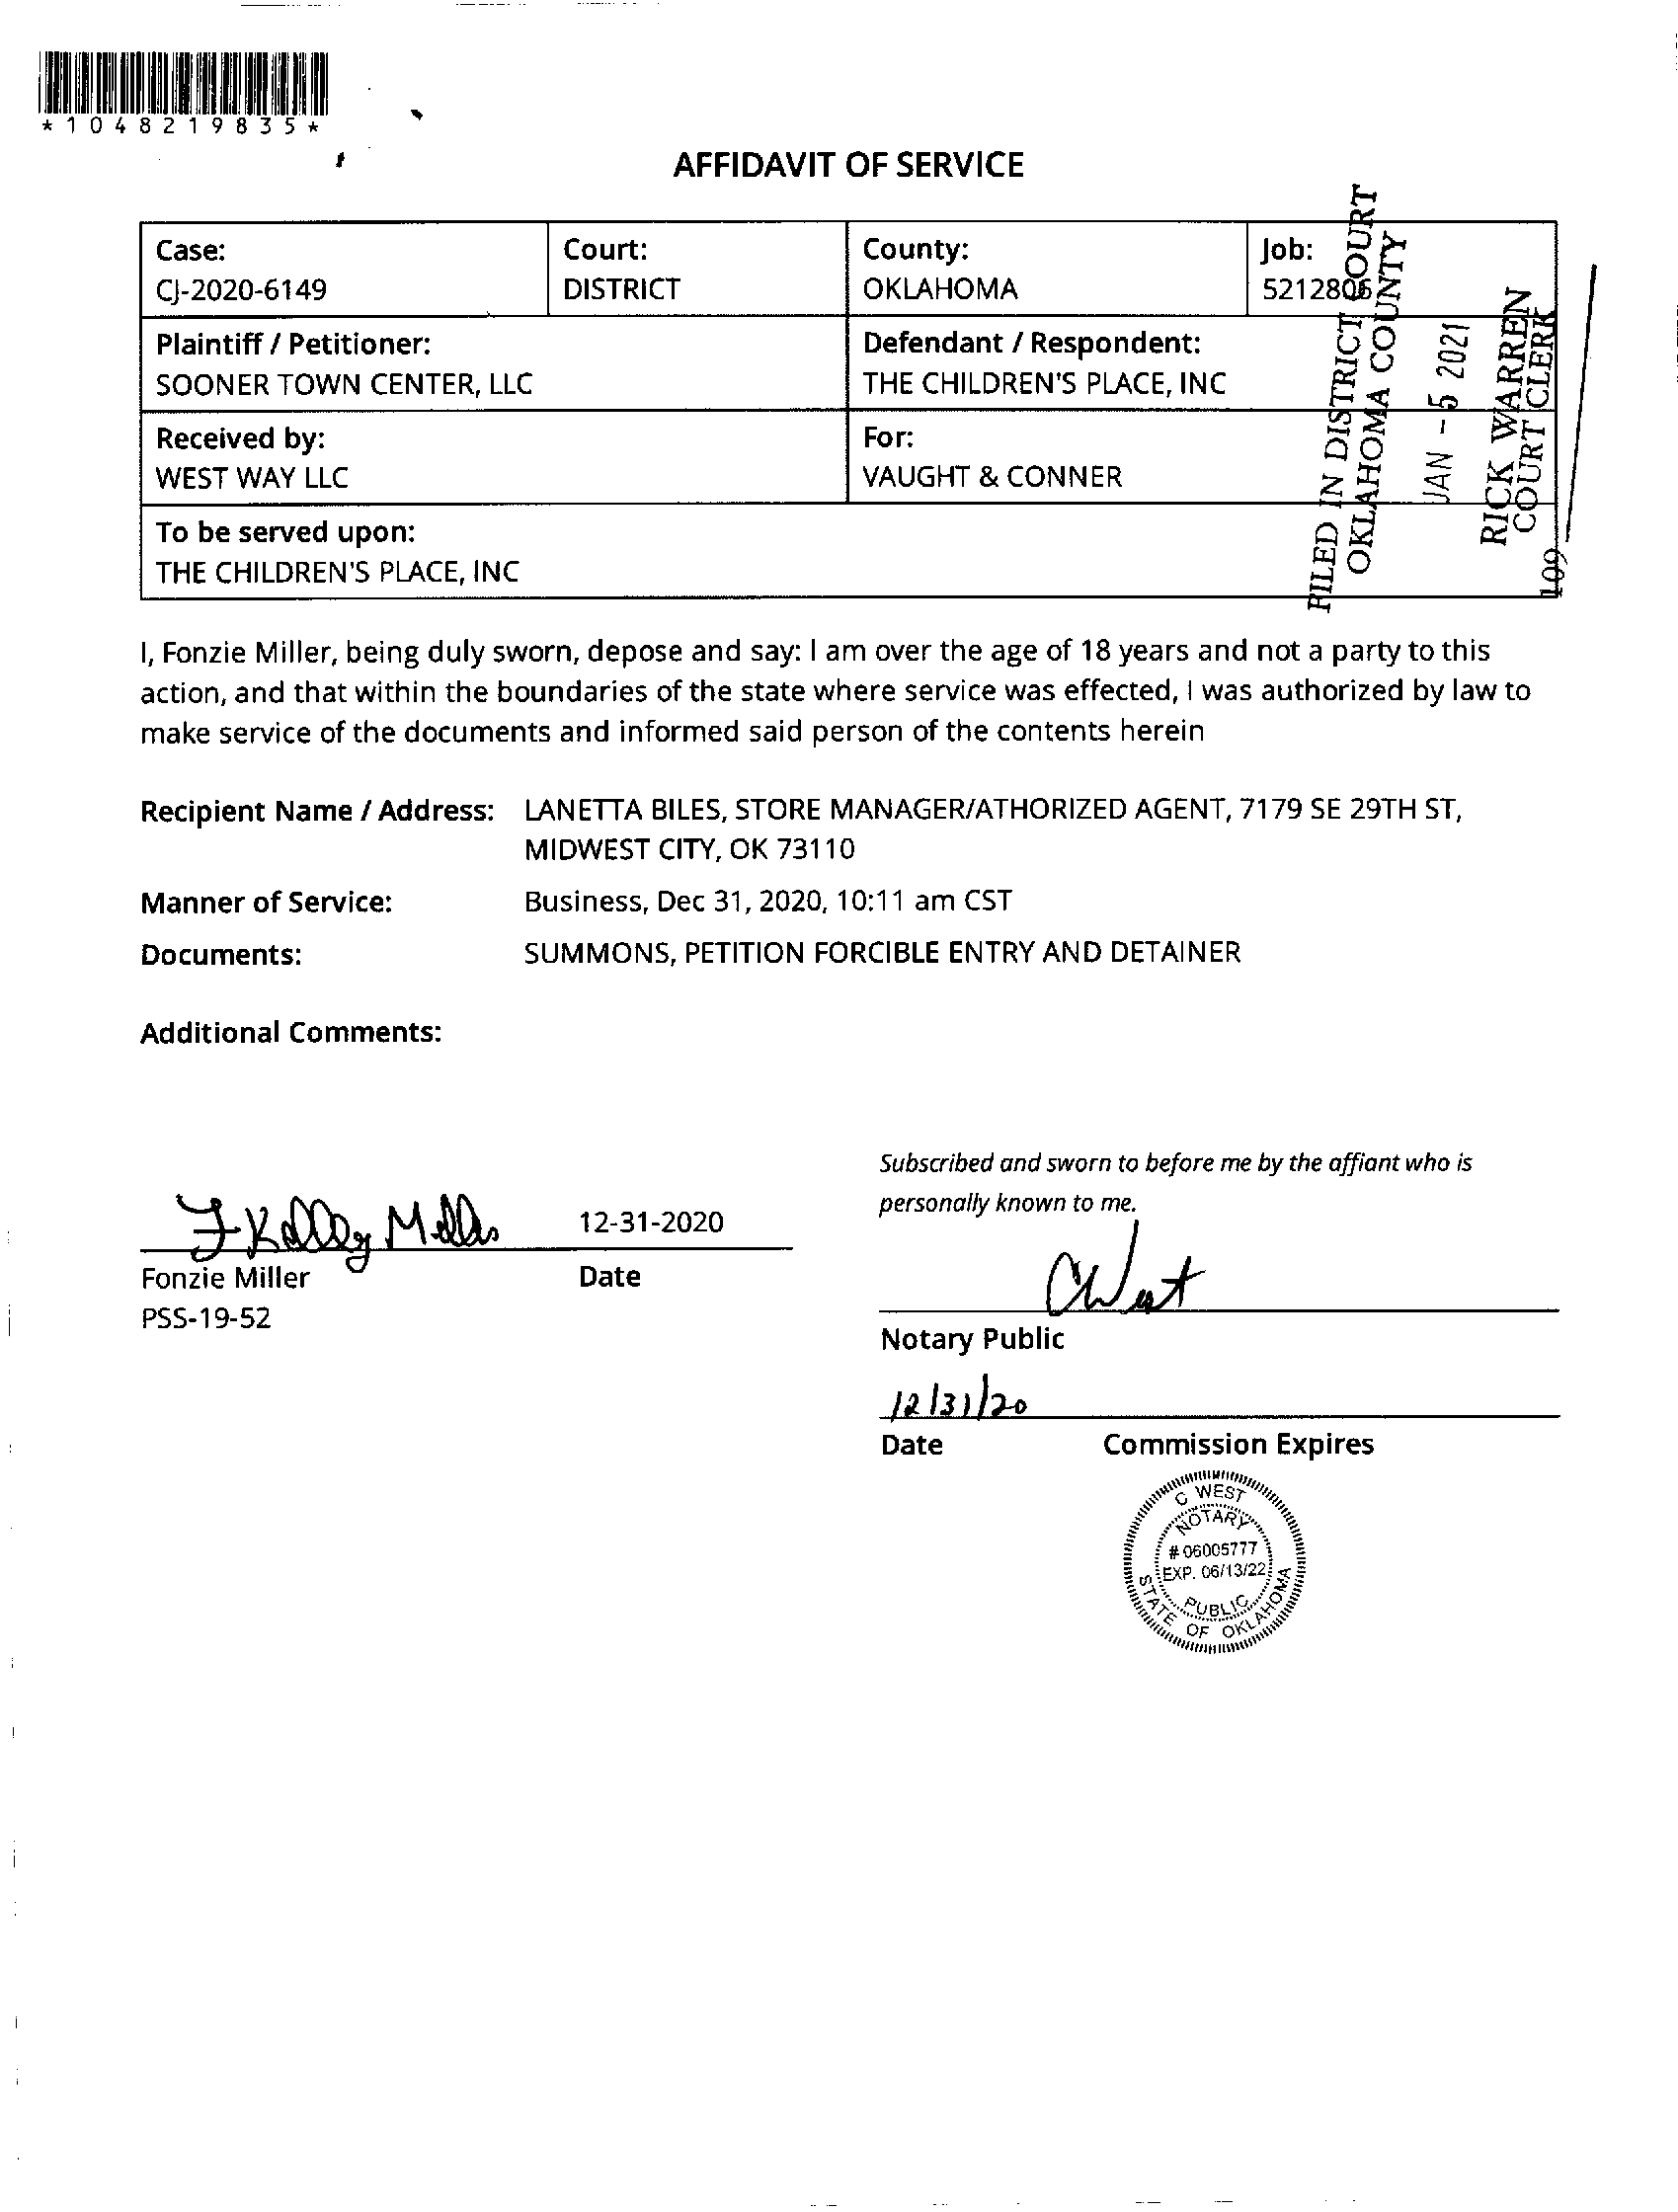 *1048219835*
AFFIDAVIT OF SERVICE
Case:
CJ-2020-6149
Court:
DISTRICT
County:
OKLAHOMA
Job:
5212806
Plaintiff / Petitioner:
SOONER TOWN CENTER, LLC
Defendant / Respondent:
THE CHILDREN'S PLACE, INC
Received by:
WEST WAY LLC
For:
VAUGHT & CONNER
To be served upon:
THE CHILDREN'S PLACE, INC
FILED IN DISTRICT COURT
OKLAHOMA COUNTY
JAN -5 2021
RICK WARREN
COURT CLERK
109
I, Fonzie Miller, being duly sworn, depose and say: I am over the age of 18 years and not a party to this
action, and that within the boundaries of the state where service was effected, I was authorized by law to
make service of the documents and informed said person of the contents herein
Recipient Name / Address: LANETTA BILES, STORE MANAGER/ATHORIZED AGENT, 7179 SE 29TH ST,
MIDWEST CITY, OK 73110
Manner of Service: Business, Dec 31, 2020, 10:11 am CST
Documents: SUMMONS, PETITION FORCIBLE ENTRY AND DETAINER
Additional Comments:
F Kelley Miller 12-31-2020
Fonzie Miller Date
PSS-19-52
Subscribed and sworn to before me by the affiant who is
personally known to me.
C West
Notary Public
12/31/20
Date Commission Expires
C WEST
NOTARY
# 06005777
EXP. 06/13/22
PUBLIC
STATE OF OKLAHOMA